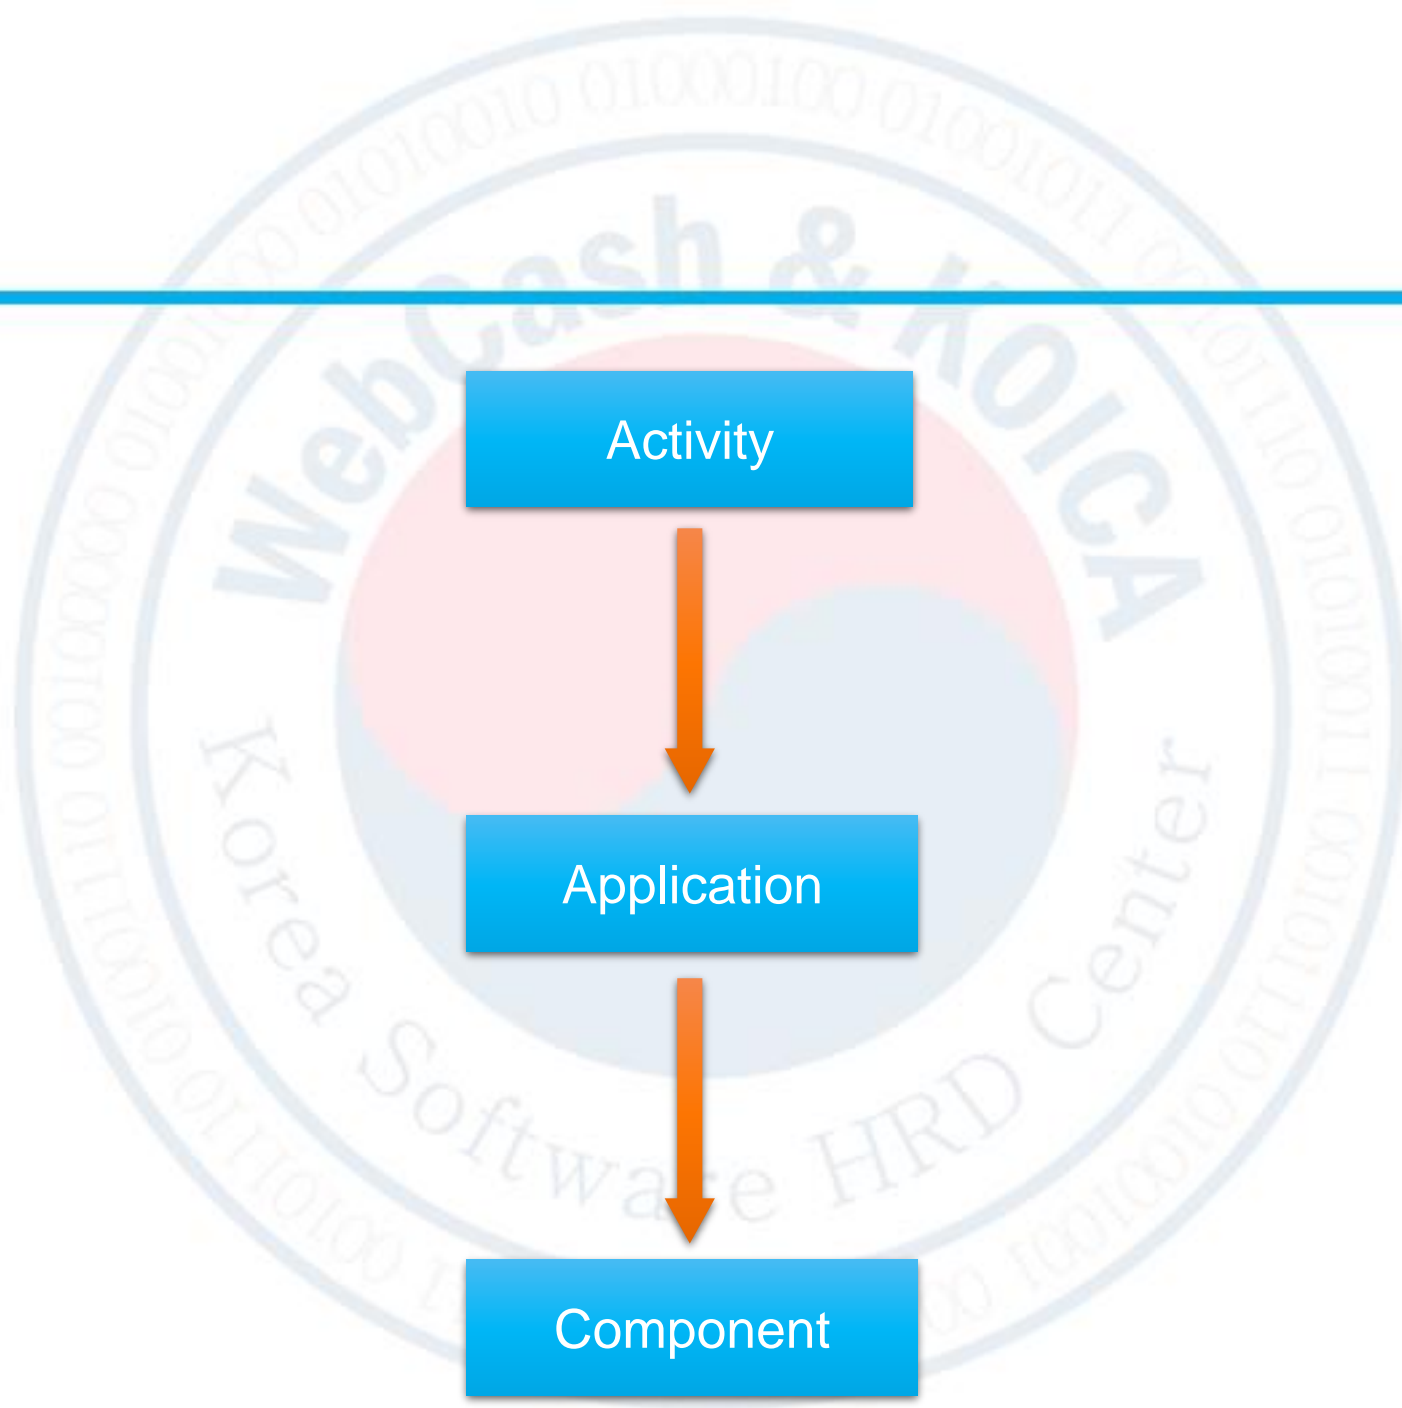 WebCash & KOICA
Activity
Application
Component
Korea Software HRD Center